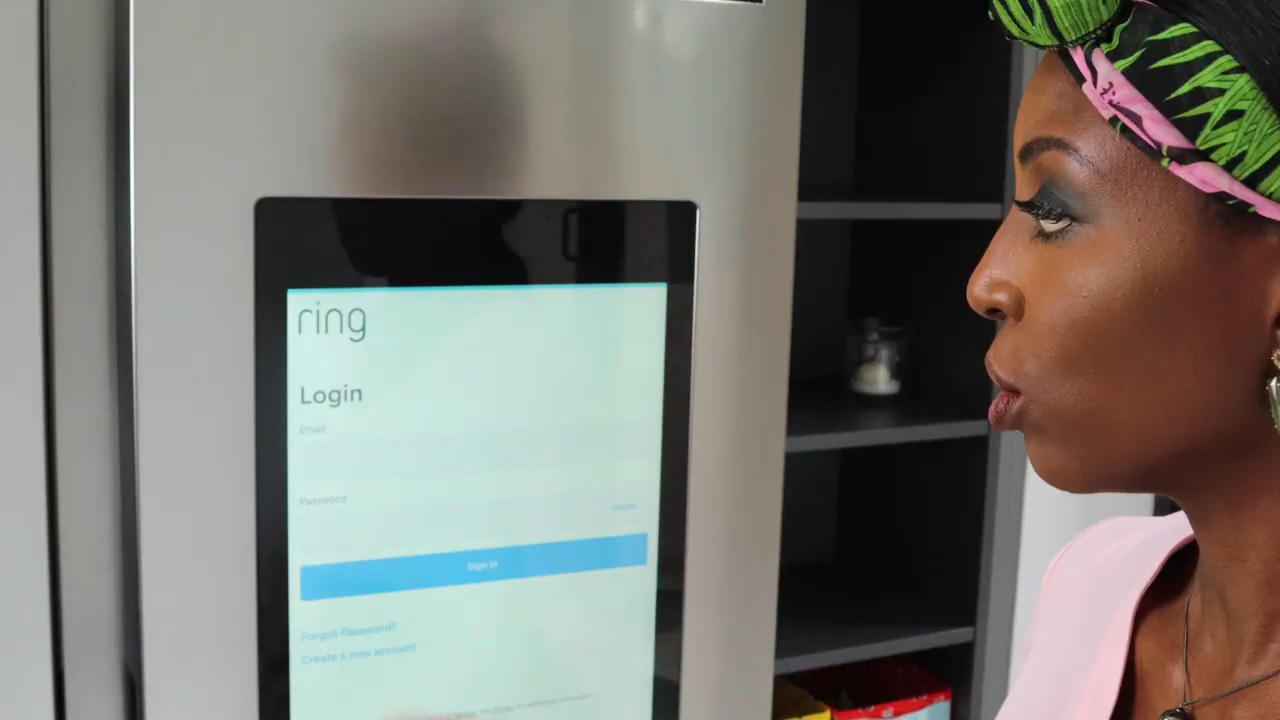 ring
Login
Email
Password
Sign in
Forgot Password?
Create a new account